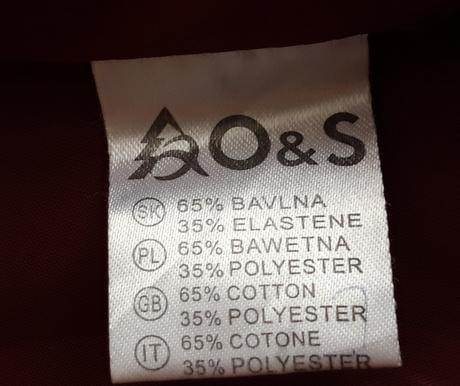 O&S
SK 65% BAVLNA
35% ELASTENE
PL 65% BAWETNA
35% POLYESTER
GB 65% COTTON
35% POLYESTER
IT 65% COTONE
35% POLYESTER